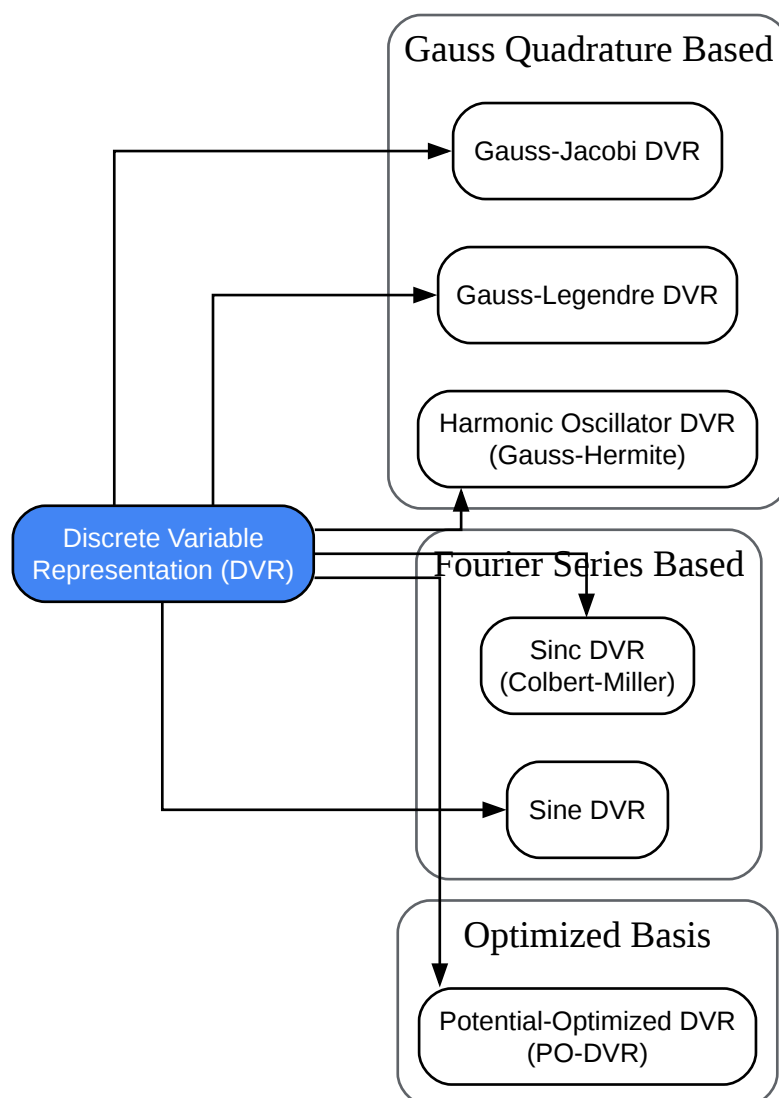 Gauss Quadrature Based
Gauss-Jacobi DVR
Gauss-Legendre DVR
Harmonic Oscillator DVR
(Gauss-Hermite)
Discrete Variable
Representation (DVR)
Fourier Series Based
Sinc DVR
(Colbert-Miller)
Sine DVR
Optimized Basis
Potential-Optimized DVR
(PO-DVR)